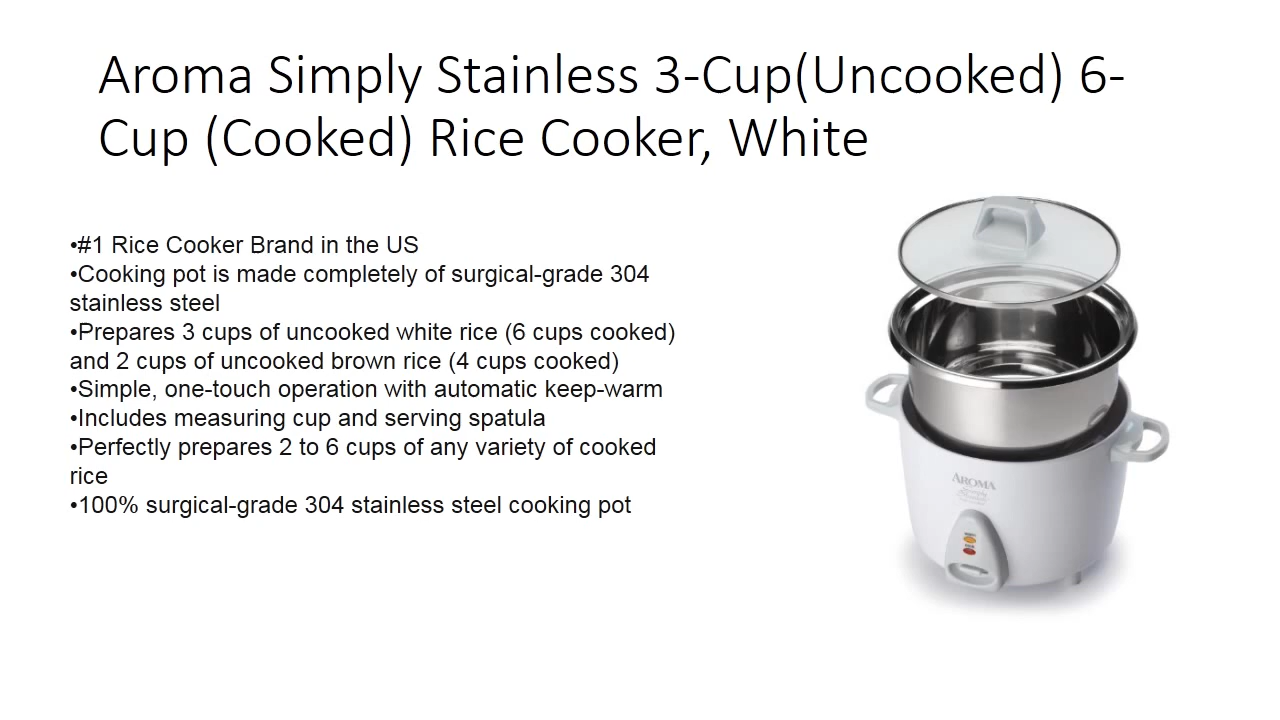 Aroma Simply Stainless 3-Cup(Uncooked) 6-
Cup (Cooked) Rice Cooker, White
•#1 Rice Cooker Brand in the US
•Cooking pot is made completely of surgical-grade 304
stainless steel
•Prepares 3 cups of uncooked white rice (6 cups cooked)
and 2 cups of uncooked brown rice (4 cups cooked)
•Simple, one-touch operation with automatic keep-warm
•Includes measuring cup and serving spatula
•Perfectly prepares 2 to 6 cups of any variety of cooked
rice
•100% surgical-grade 304 stainless steel cooking pot
AROMA